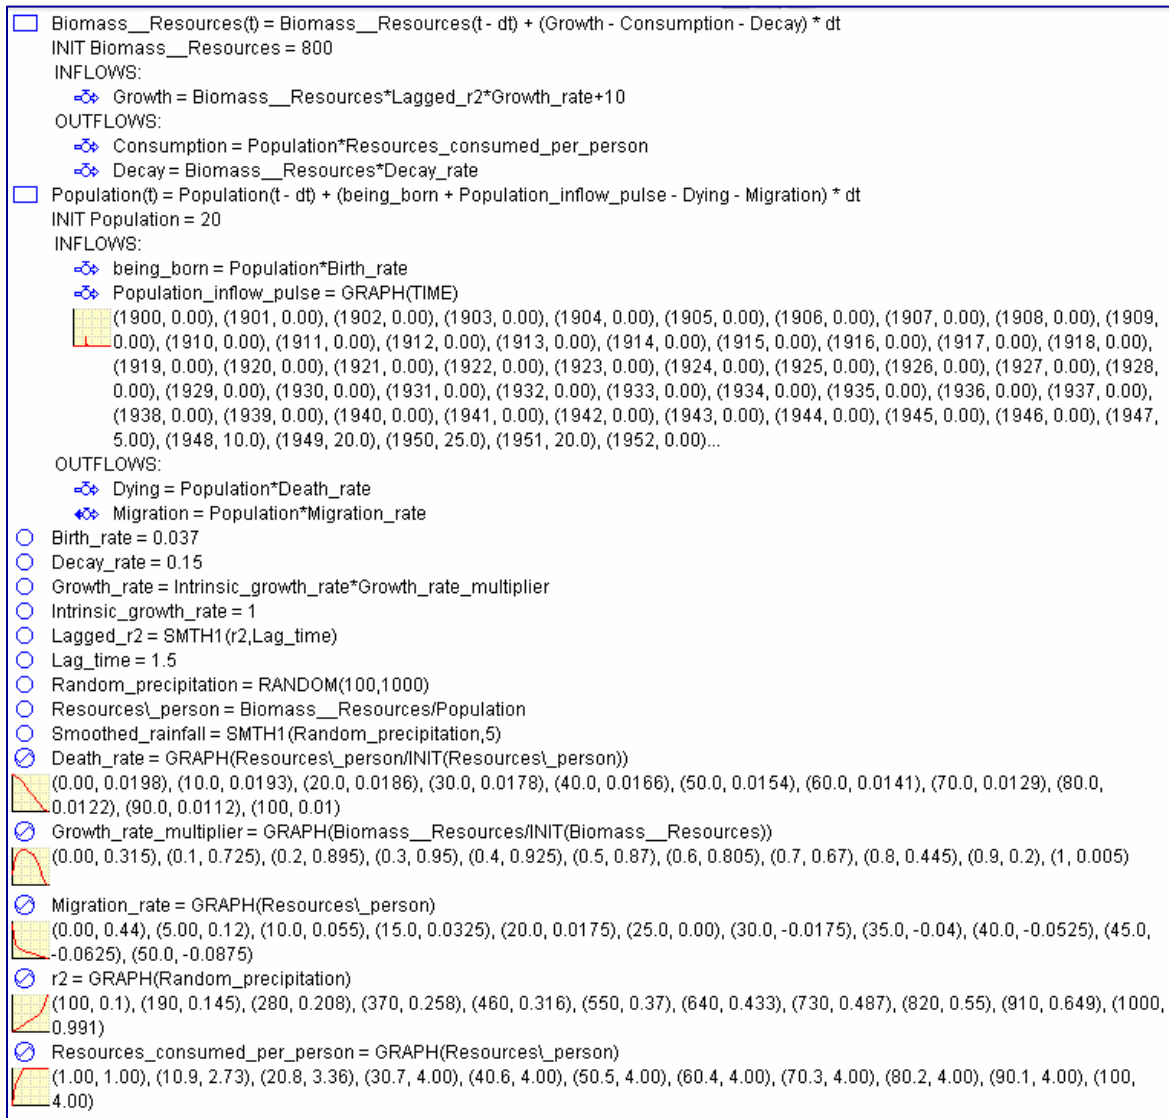 Biomass__Resources(t) = Biomass__Resources(t - dt) + (Growth - Consumption - Decay) * dt
INIT Biomass__Resources = 800
INFLOWS:
Growth = Biomass__Resources*Lagged_r2*Growth_rate+10
OUTFLOWS:
Consumption = Population*Resources_consumed_per_person
Decay = Biomass__Resources*Decay_rate
Population(t) = Population(t - dt) + (being_born + Population_inflow_pulse - Dying - Migration) * dt
INIT Population = 20
INFLOWS:
being_born = Population*Birth_rate
Population_inflow_pulse = GRAPH(TIME)
(1900, 0.00), (1901, 0.00), (1902, 0.00), (1903, 0.00), (1904, 0.00), (1905, 0.00), (1906, 0.00), (1907, 0.00), (1908, 0.00), (1909,
0.00), (1910, 0.00), (1911, 0.00), (1912, 0.00), (1913, 0.00), (1914, 0.00), (1915, 0.00), (1916, 0.00), (1917, 0.00), (1918, 0.00),
(1919, 0.00), (1920, 0.00), (1921, 0.00), (1922, 0.00), (1923, 0.00), (1924, 0.00), (1925, 0.00), (1926, 0.00), (1927, 0.00), (1928,
0.00), (1929, 0.00), (1930, 0.00), (1931, 0.00), (1932, 0.00), (1933, 0.00), (1934, 0.00), (1935, 0.00), (1936, 0.00), (1937, 0.00),
(1938, 0.00), (1939, 0.00), (1940, 0.00), (1941, 0.00), (1942, 0.00), (1943, 0.00), (1944, 0.00), (1945, 0.00), (1946, 0.00), (1947,
5.00), (1948, 10.0), (1949, 20.0), (1950, 25.0), (1951, 20.0), (1952, 0.00)...
OUTFLOWS:
Dying = Population*Death_rate
Migration = Population*Migration_rate
Birth_rate = 0.037
Decay_rate = 0.15
Growth_rate = Intrinsic_growth_rate*Growth_rate_multiplier
Intrinsic_growth_rate = 1
Lagged_r2 = SMTH1(r2,Lag_time)
Lag_time = 1.5
Random_precipitation = RANDOM(100,1000)
Resources\_person = Biomass__Resources/Population
Smoothed_rainfall = SMTH1(Random_precipitation,5)
Death_rate = GRAPH(Resources\_person/INIT(Resources\_person))
(0.00, 0.0198), (10.0, 0.0193), (20.0, 0.0186), (30.0, 0.0178), (40.0, 0.0166), (50.0, 0.0154), (60.0, 0.0141), (70.0, 0.0129), (80.0,
0.0122), (90.0, 0.0112), (100, 0.01)
Growth_rate_multiplier = GRAPH(Biomass__Resources/INIT(Biomass__Resources))
(0.00, 0.315), (0.1, 0.725), (0.2, 0.895), (0.3, 0.95), (0.4, 0.925), (0.5, 0.87), (0.6, 0.805), (0.7, 0.67), (0.8, 0.445), (0.9, 0.2), (1, 0.005)
Migration_rate = GRAPH(Resources\_person)
(0.00, 0.44), (5.00, 0.12), (10.0, 0.055), (15.0, 0.0325), (20.0, 0.0175), (25.0, 0.00), (30.0, -0.0175), (35.0, -0.04), (40.0, -0.0525), (45.0,
-0.0625), (50.0, -0.0875)
r2 = GRAPH(Random_precipitation)
(100, 0.1), (190, 0.145), (280, 0.208), (370, 0.258), (460, 0.316), (550, 0.37), (640, 0.433), (730, 0.487), (820, 0.55), (910, 0.649), (1000,
0.991)
Resources_consumed_per_person = GRAPH(Resources\_person)
(1.00, 1.00), (10.9, 2.73), (20.8, 3.36), (30.7, 4.00), (40.6, 4.00), (50.5, 4.00), (60.4, 4.00), (70.3, 4.00), (80.2, 4.00), (90.1, 4.00), (100,
4.00)